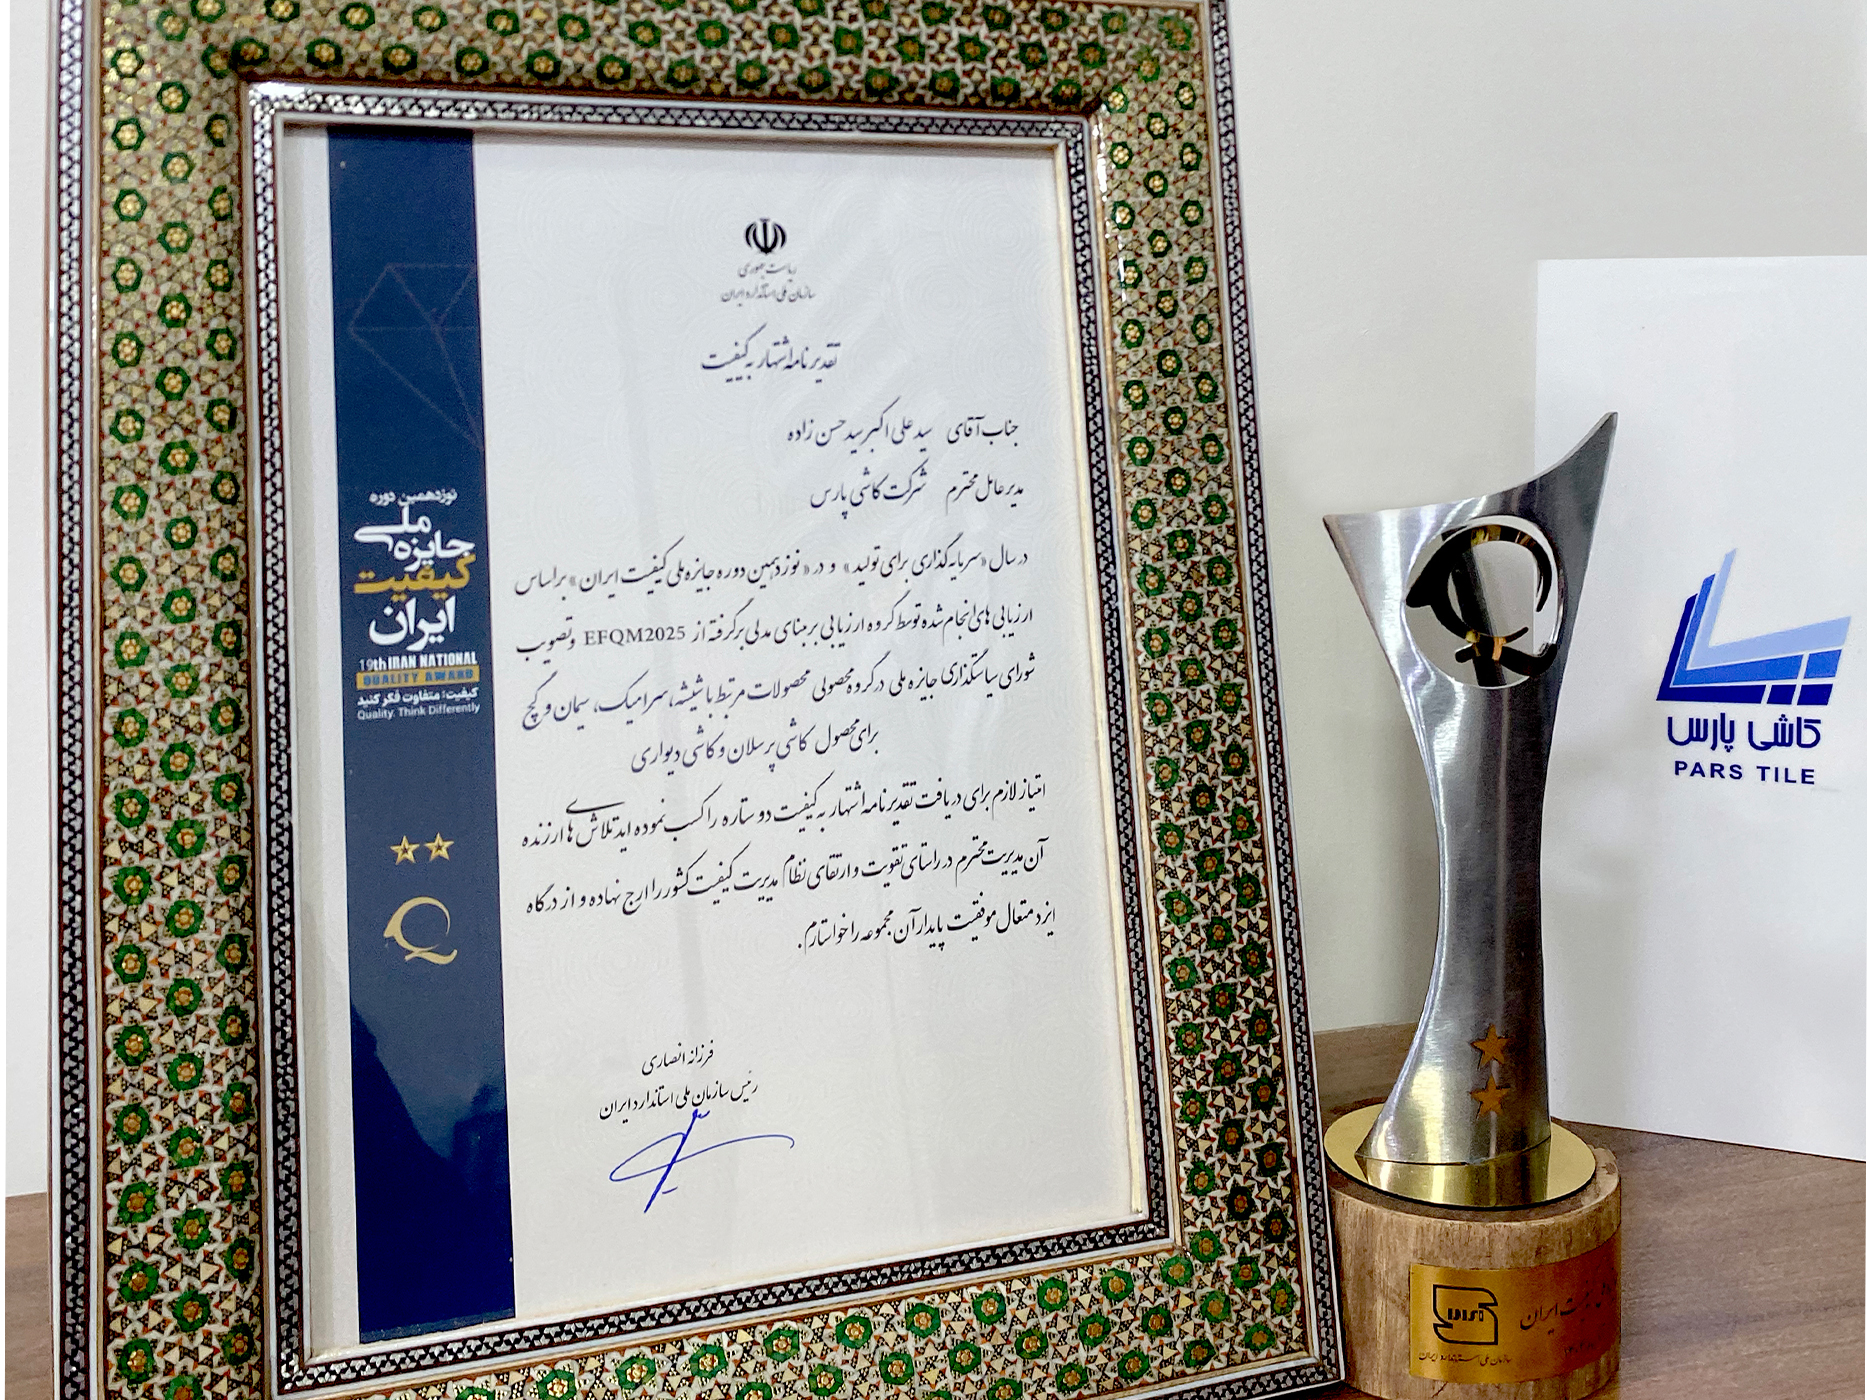 ریاست جمهوری
سازمان ملی استاندارد ایران
تقدیرنامه اشتهار به کیفیت
جناب آقای سید علی اکبر سید حسن زاده
مدیر عامل محترم شرکت کاشی پارس
در سال «سرمایه گذاری برای تولید» و در «نوزدهمین دوره جایزه ملی کیفیت ایران» براساس
ارزیابی های انجام شده توسط گروه ارزیابی بر مبنای مدلی برگرفته از EFQM2025 و تصویب
شورای سیاستگذاری جایزه ملی در گروه محصولی محصولات مرتبط با شیشه، سرامیک، سیمان و گچ
برای محصول کاشی پرسلان و کاشی دیواری
امتیاز لازم برای دریافت تقدیرنامه اشتهار به کیفیت دو ستاره را کسب نموده اید تلاش های ارزنده
آن مدیریت محترم در راستای تقویت و ارتقای نظام مدیریت کیفیت کشور را ارج نهاده و از درگاه
ایزد متعال موفقیت پایدار آن مجموعه را خواستارم.
فرزانه انصاری
رئیس سازمان ملی استاندارد ایران
نوزدهمین دوره
جایزه ملی
کیفیت
ایران
19th IRAN NATIONAL
QUALITY AWARD
کیفیت؛ متفاوت فکر کنید
Quality. Think Differently
کاشی پارس
PARS TILE
ایران
سازمان ملی استاندارد ایران